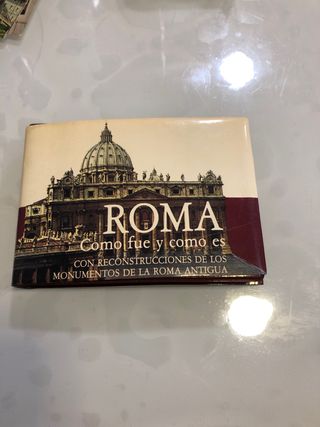 ROMA
Como fue y como es
CON RECONSTRUCCIONES DE LOS
MONUMENTOS DE LA ROMA ANTIGUA